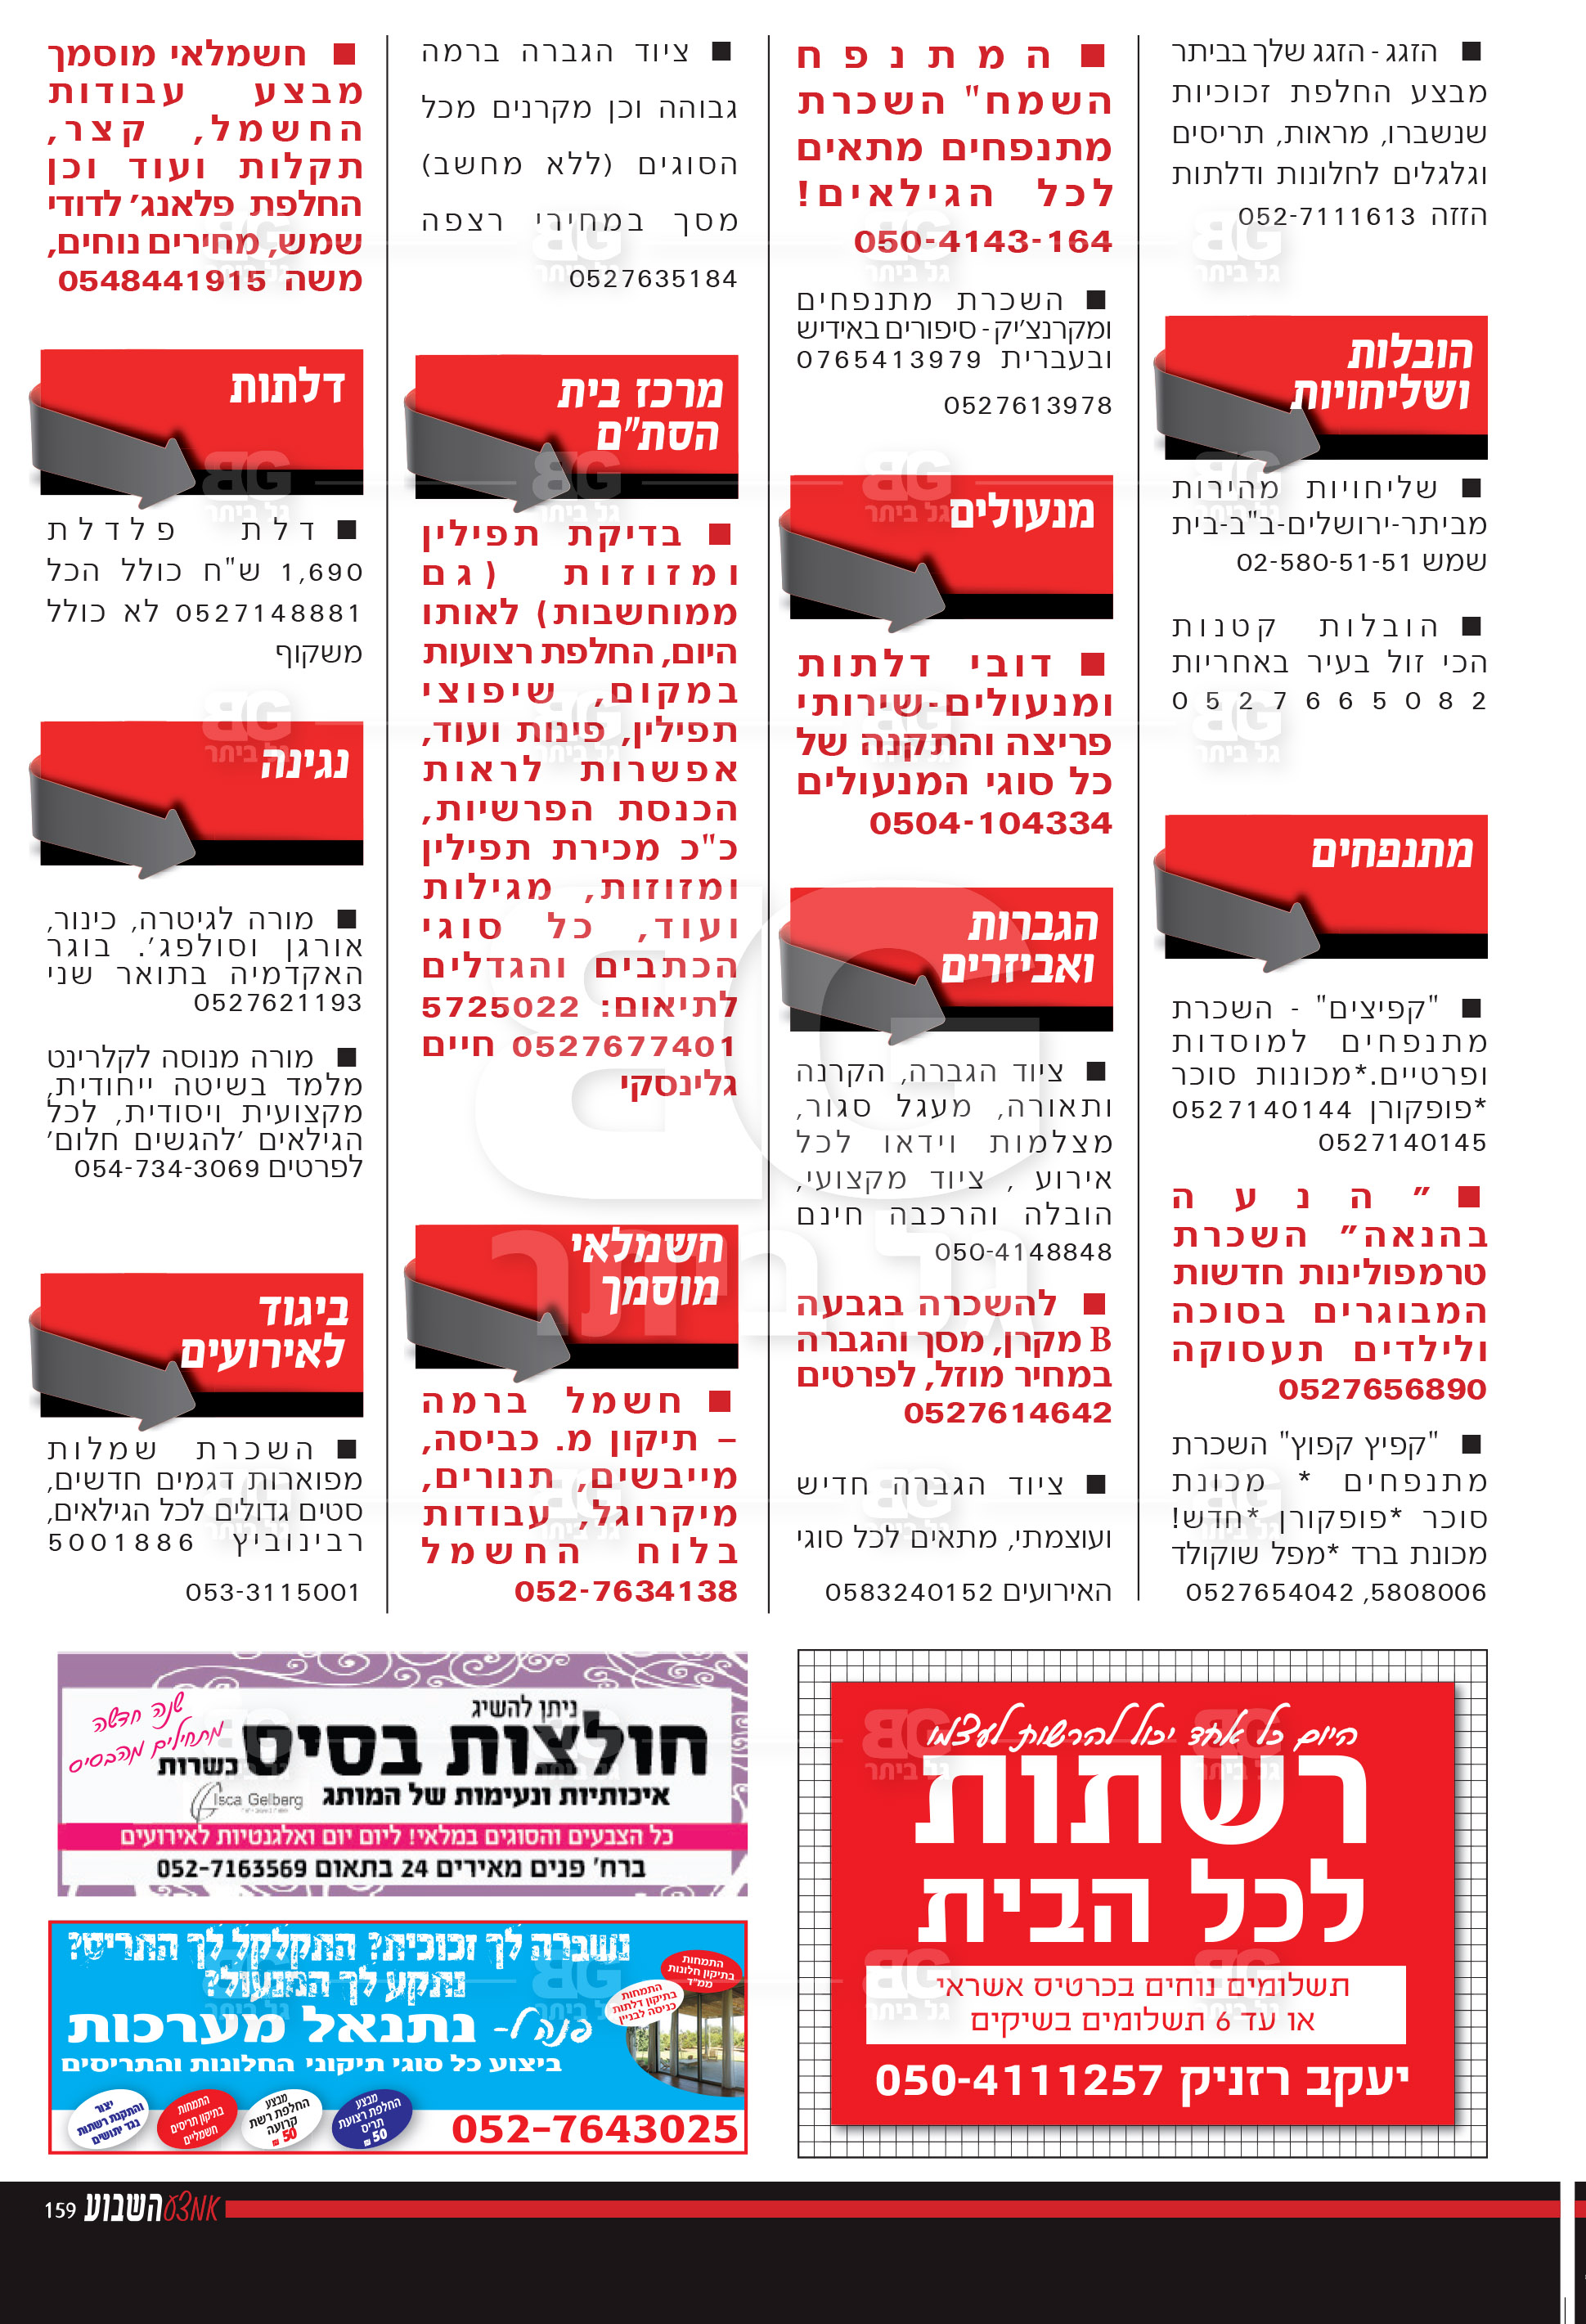 ■ הזגג - הזגג שלך בביתר
מבצע החלפת זכוכיות
שנשברו, מראות, תריסים
וגלגלים לחלונות ודלתות
הזזה 052-7111613
הובלות
ושליחויות
■ שליחויות מהירות
מביתר-ירושלים-ב"ב-בית
שמש 02-580-51-51
■ הובלות קטנות
הכי זול בעיר באחריות
0527665082
מתנפחים
■ "קפיצים" - השכרת
מתנפחים למוסדות
ופרטיים.*מכונות סוכר
*פופקורן 0527140144
0527140145
■ "הנעה
בהנאה" השכרת
טרמפולינות חדשות
המבוגרים בסוכה
ולילדים תעסוקה
0527656890
■ "קפיץ קפוץ" השכרת
מתנפחים * מכונת
סוכר *פופקורן *חדש!
מכונת ברד *מפל שוקולד
5808006, 0527654042
■ המתנפח
השמח" השכרת
מתנפחים מתאים
לכל הגילאים!
050-4143-164
■ השכרת מתנפחים
ומקרנצ'יק - סיפורים באידיש
ובעברית 0765413979
0527613978
מנעולים
■ דובי דלתות
ומנעולים-שירותי
פריצה והתקנה של
כל סוגי המנעולים
0504-104334
הגברות
ואביזרים
■ ציוד הגברה, הקרנה
ותאורה, מעגל סגור,
מצלמות וידאו לכל
אירוע , ציוד מקצועי,
הובלה והרכבה חינם
050-4148848
■ להשכרה בגבעה
B מקרן, מסך והגברה
במחיר מוזל, לפרטים
0527614642
■ ציוד הגברה חדיש
ועוצמתי, מתאים לכל סוגי
האירועים 0583240152
■ ציוד הגברה ברמה
גבוהה וכן מקרנים מכל
הסוגים (ללא מחשב)
מסך במחירי רצפה
0527635184
מרכז בית
הסת"ם
■ בדיקת תפילין
ומזוזות (גם
ממוחשבות) לאותו
היום, החלפת רצועות
במקום, שיפוצי
תפילין, פינות ועוד,
אפשרות לראות
הכנסת הפרשיות,
כ"כ מכירת תפילין
ומזוזות, מגילות
ועוד, כל סוגי
הכתבים והגדלים
לתיאום: 5725022
0527677401 חיים
גלינסקי
חשמלאי
מוסמך
■ חשמל ברמה
– תיקון מ. כביסה,
מייבשים, תנורים,
מיקרוגל, עבודות
בלוח החשמל
052-7634138
■ חשמלאי מוסמך
מבצע עבודות
החשמל, קצר,
תקלות ועוד וכן
החלפת פלאנג' לדודי
שמש, מחירים נוחים,
משה 0548441915
דלתות
■ דלת פלדלת
1,690 ש"ח כולל הכל
0527148881 לא כולל
משקוף
נגינה
■ מורה לגיטרה, כינור,
אורגן וסולפג'. בוגר
האקדמיה בתואר שני
0527621193
■ מורה מנוסה לקלרינט
מלמד בשיטה ייחודית,
מקצועית ויסודית, לכל
הגילאים 'להגשים חלום'
לפרטים 054-734-3069
ביגוד
לאירועים
■ השכרת שמלות
מפוארות דגמים חדשים,
סטים גדולים לכל הגילאים,
רבינוביץ 5001886
053-3115001
היום כל אחד יכול להרשות לעצמו
רשתות
לכל הבית
תשלומים נוחים בכרטיס אשראי
או עד 6 תשלומים בשיקים
יעקב רזניק 050-4111257
ניתן להשיג
שנה חדשה
מתחילים מהבסיס
חולצות בסיס כשרות
איכותיות ונעימות של המותג Isca Gelberg
כל הצבעים והסוגים במלאי! ליום יום ואלגנטיות לאירועים
ברח' פנים מאירים 24 בתאום 052-7163569
נשברה לך זכוכית? התקלקל לך התריס?
נתקע לך המנעול?
פנה ל- נתנאל מערכות
ביצוע כל סוגי תיקוני החלונות והתריסים
התמחות
בתיקון חלונות
ממ"ד
התמחות
בתיקון דלתות
כניסה לבניין
052-7643025
מבצע
החלפת רצועת
תריס
50 ₪
מבצע
החלפת רשת
קרועה
50 ₪
התמחות
בתיקון תריסים
חשמליים
יצור
והתקנת רשתות
נגד יתושים
אמצע השבוע 159
BG
גל ביתר